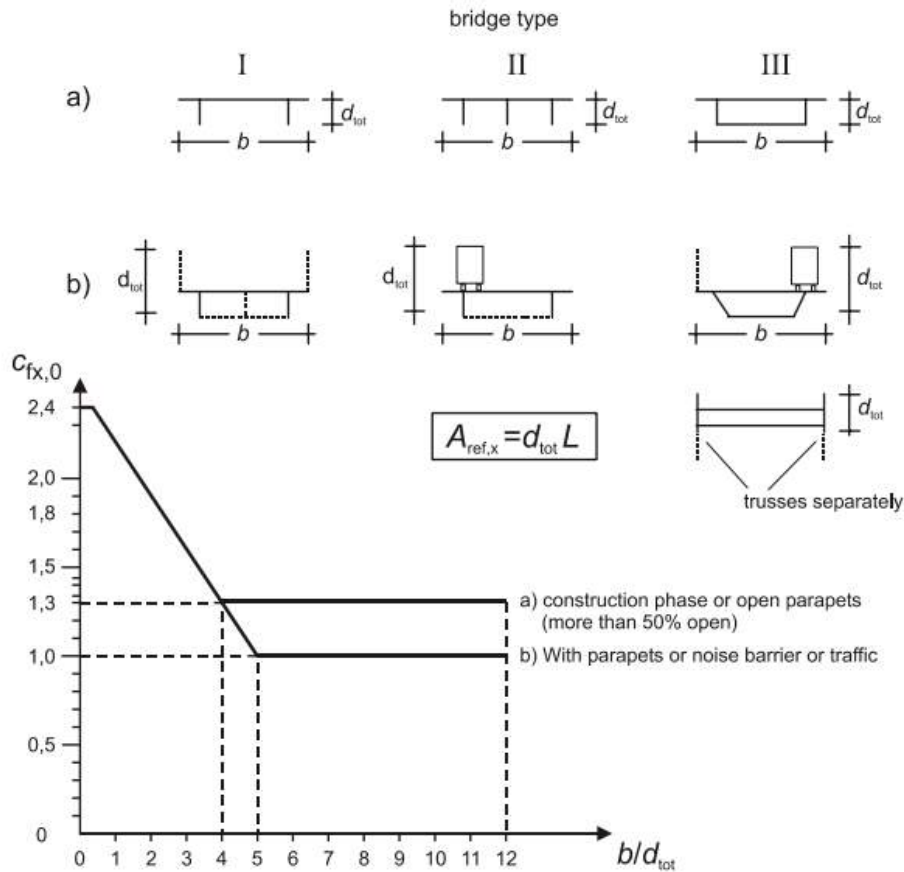 bridge type
I II III
a)
d_tot d_tot d_tot
b b b
b)
d_tot d_tot d_tot
b b b
c_fx,0
2,4
A_ref,x = d_tot L
d_tot
2,0
trusses separately
1,8
1,5
1,3
a) construction phase or open parapets
(more than 50% open)
1,0
b) With parapets or noise barrier or traffic
0,5
0
0 1 2 3 4 5 6 7 8 9 10 11 12
b/d_tot